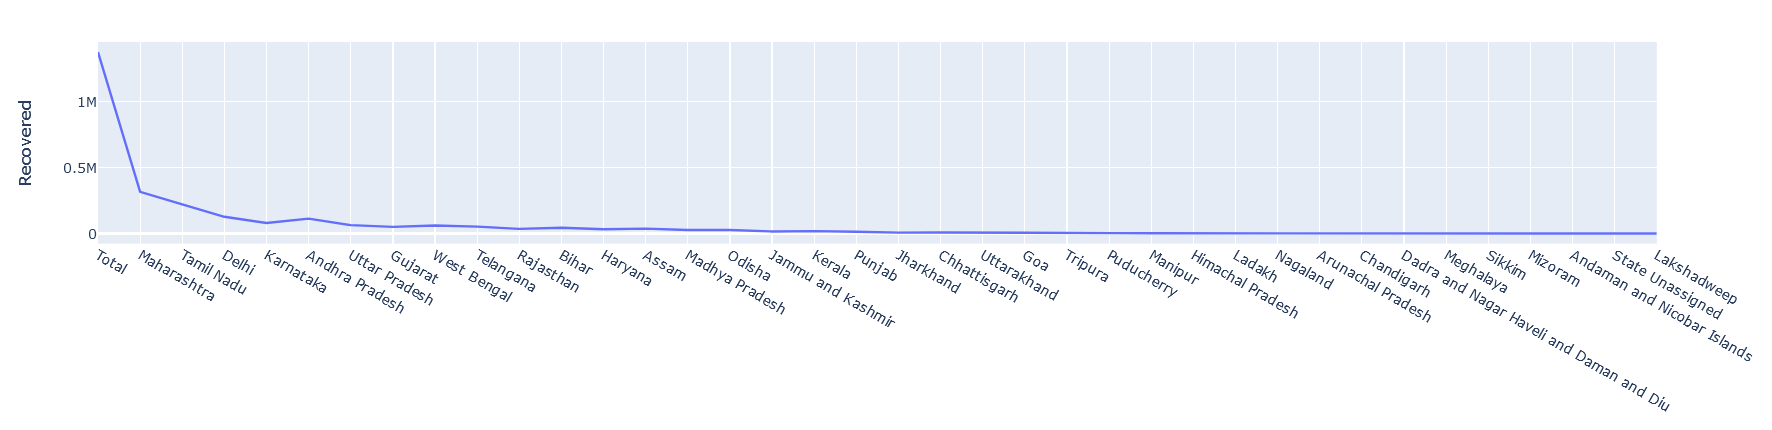 Recovered
1M
0.5M
0
Total
Maharashtra
Tamil Nadu
Delhi
Karnataka
Andhra Pradesh
Uttar Pradesh
Gujarat
West Bengal
Telangana
Rajasthan
Bihar
Haryana
Assam
Madhya Pradesh
Odisha
Jammu and Kashmir
Kerala
Punjab
Jharkhand
Chhattisgarh
Uttarakhand
Goa
Tripura
Puducherry
Manipur
Himachal Pradesh
Ladakh
Nagaland
Arunachal Pradesh
Chandigarh
Dadra and Nagar Haveli and Daman and Diu
Meghalaya
Sikkim
Mizoram
Andaman and Nicobar Islands
State Unassigned
Lakshadweep